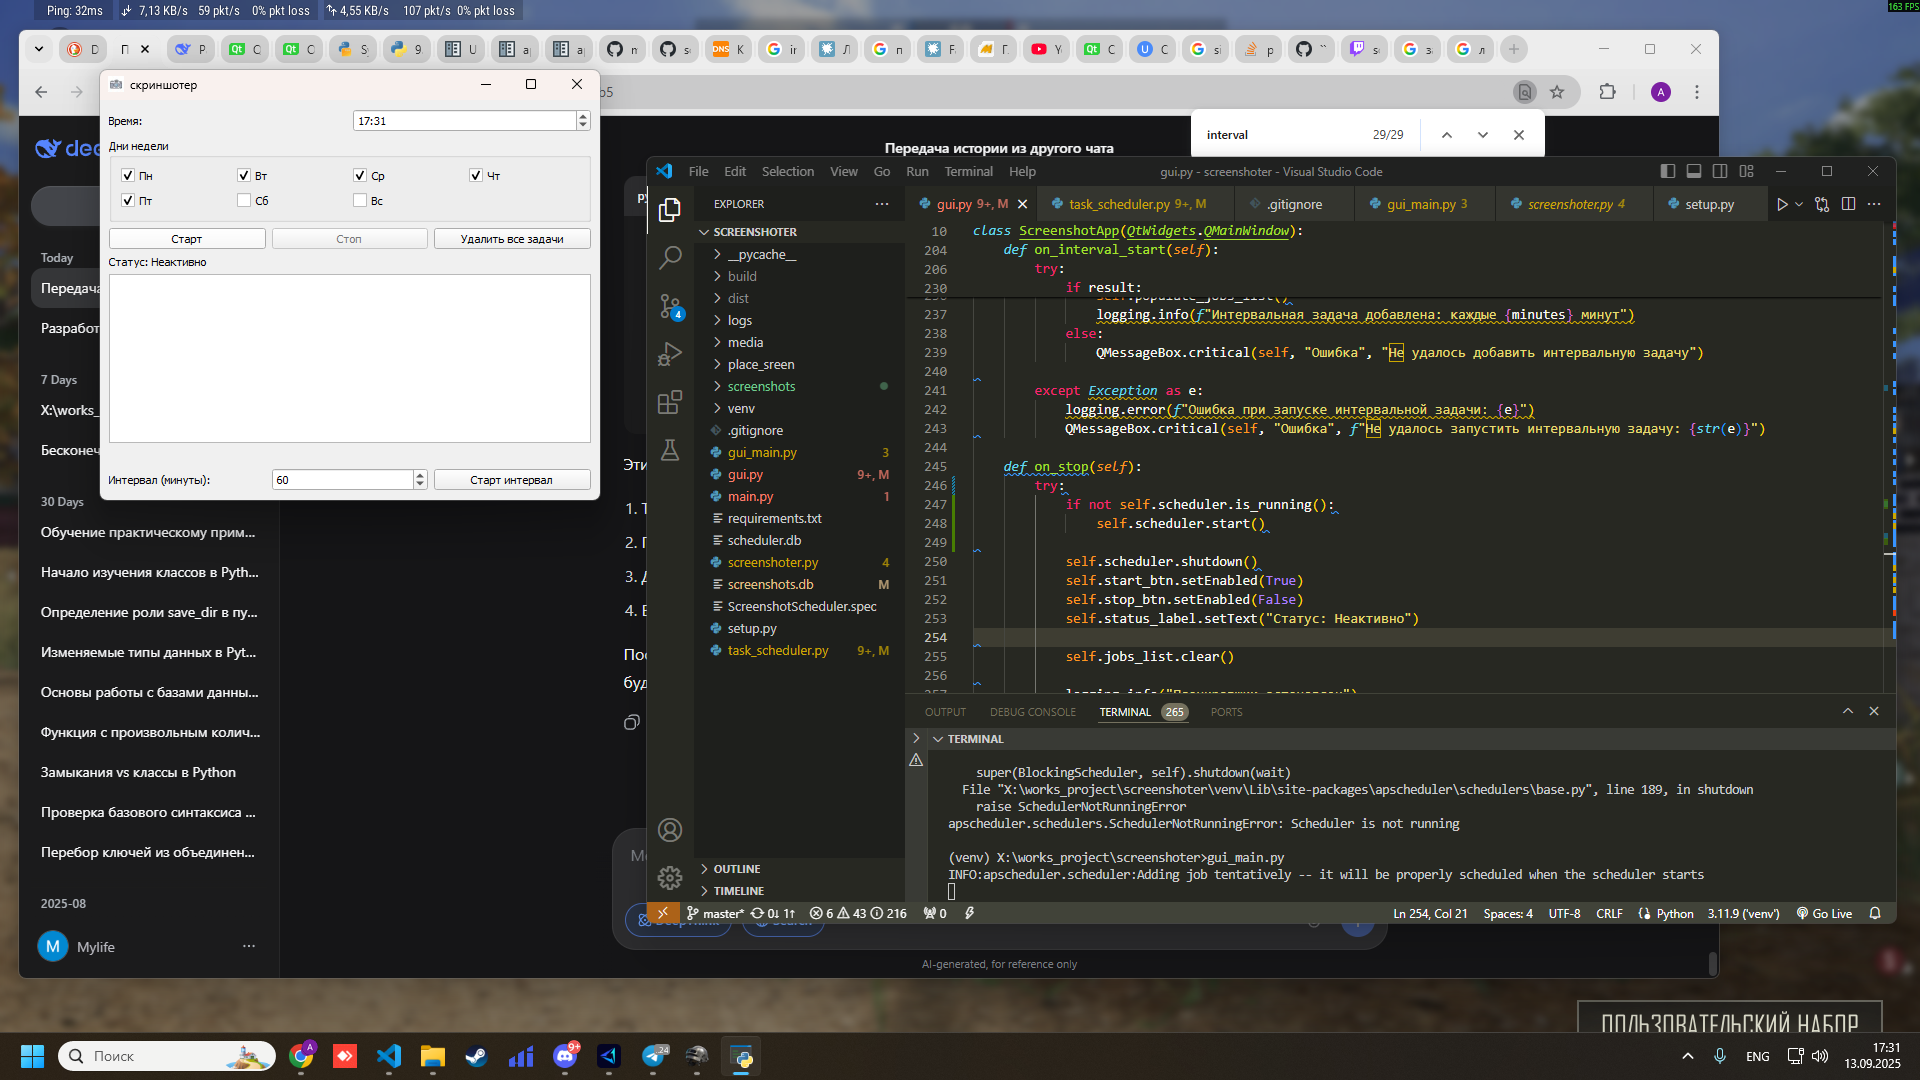 Ping: 32ms 7,13 KB/s 59 pkt/s 0% pkt loss 4,55 KB/s 107 pkt/s 0% pkt loss
163 FPS
interval 29/29
Передача истории из другого чата
скриншотер
Время: 17:31
Дни недели
Пн Вт Ср Чт
Пт Сб Вс
Старт Стоп Удалить все задачи
Статус: Неактивно
Интервал (минуты): 60 Старт интервал
Today
Передача
Разработ
7 Days
X:\works_
Бесконеч
30 Days
Обучение практическому прим...
Начало изучения классов в Pyth...
Определение роли save_dir в пу...
Изменяемые типы данных в Pyt...
Основы работы с базами данны...
Функция с произвольным колич...
Замыкания vs классы в Python
Проверка базового синтаксиса ...
Перебор ключей из объединен...
2025-08
M Mylife
Эти
1. Т
2. Г
3. Д
4. Е
Пос
буд
AI-generated, for reference only
File Edit Selection View Go Run Terminal Help
gui.py - screenshoter - Visual Studio Code
EXPLORER
SCREENSHOTER
__pycache__
build
dist
logs
media
place_sreen
screenshots
venv
.gitignore
gui_main.py 3
gui.py 9+, M
main.py 1
requirements.txt
scheduler.db
screenshoter.py 4
screenshots.db M
ScreenshotScheduler.spec
setup.py
task_scheduler.py 9+, M
OUTLINE
TIMELINE
gui.py 9+, M task_scheduler.py 9+, M .gitignore gui_main.py 3 screenshoter.py 4 setup.py
10 class ScreenshotApp(QtWidgets.QMainWindow):
204 def on_interval_start(self):
206 try:
230 if result:
237 logging.info(f"Интервальная задача добавлена: каждые {minutes} минут")
238 else:
239 QMessageBox.critical(self, "Ошибка", "Не удалось добавить интервальную задачу")
240
241 except Exception as e:
242 logging.error(f"Ошибка при запуске интервальной задачи: {e}")
243 QMessageBox.critical(self, "Ошибка", f"Не удалось запустить интервальную задачу: {str(e)}")
244
245 def on_stop(self):
246 try:
247 if not self.scheduler.is_running():
248 self.scheduler.start()
249
250 self.scheduler.shutdown()
251 self.start_btn.setEnabled(True)
252 self.stop_btn.setEnabled(False)
253 self.status_label.setText("Статус: Неактивно")
254
255 self.jobs_list.clear()
256
OUTPUT DEBUG CONSOLE TERMINAL 265 PORTS
TERMINAL
super(BlockingScheduler, self).shutdown(wait)
File "X:\works_project\screenshoter\venv\Lib\site-packages\apscheduler\schedulers\base.py", line 189, in shutdown
raise SchedulerNotRunningError
apscheduler.schedulers.SchedulerNotRunningError: Scheduler is not running
(venv) X:\works_project\screenshoter>gui_main.py
INFO:apscheduler.scheduler:Adding job tentatively -- it will be properly scheduled when the scheduler starts
master* 0↓ 1↑ 6 43 216 0
Ln 254, Col 21 Spaces: 4 UTF-8 CRLF Python 3.11.9 ('venv') Go Live
ПОЛЬЗОВАТЕЛЬСКИЙ НАБОР
Поиск
ENG
17:31
13.09.2025